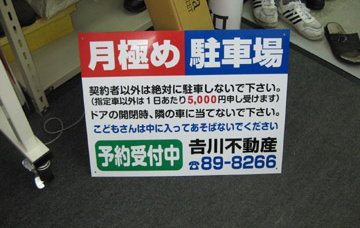 月極め 駐車場
契約者以外は絶対に駐車しないで下さい。
(指定車以外は1日あたり5,000円申し受けます)
ドアの開閉時、隣の車に当てないで下さい。
こどもさんは中に入ってあそばないでください
予約受付中 𠮷川不動産
☎89-8266